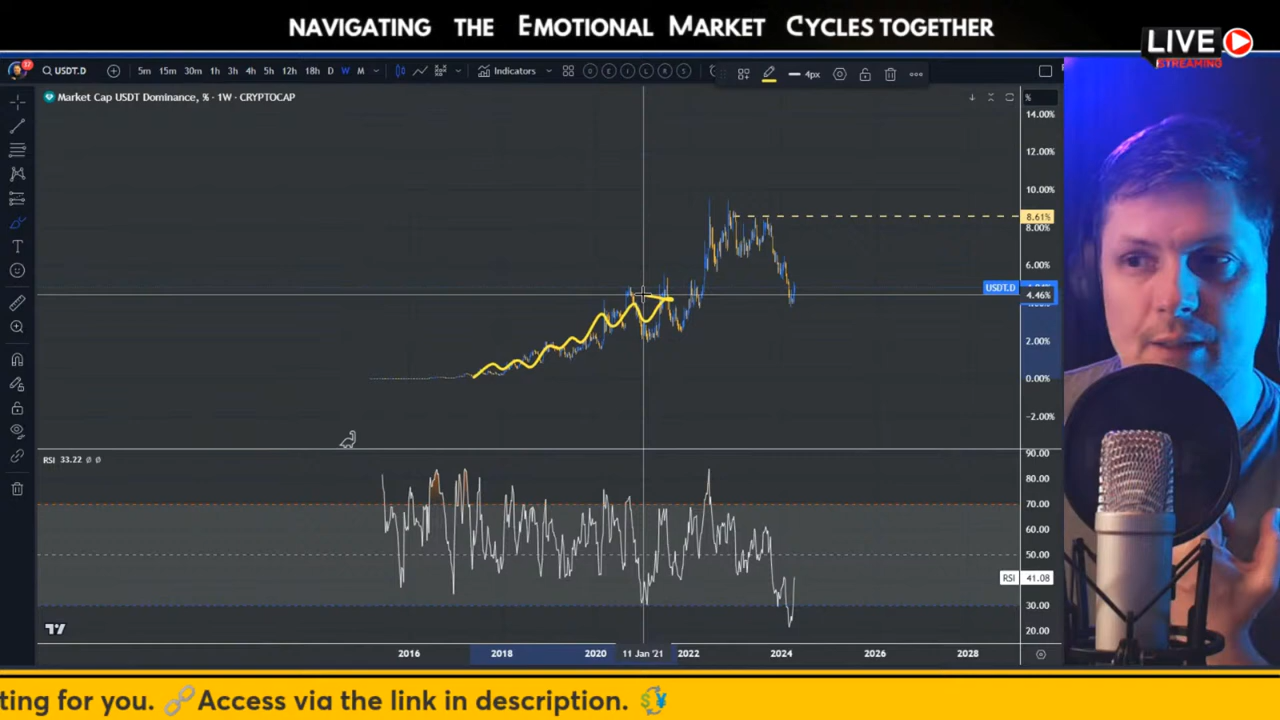 NAVIGATING THE EMOTIONAL MARKET CYCLES TOGETHER
LIVE
STREAMING
USDT.D 5m 15m 30m 1h 3h 4h 5h 12h 18h D W M Indicators 4px
Market Cap USDT Dominance, % · 1W · CRYPTOCAP
%
14.00%
12.00%
10.00%
8.61%
8.00%
6.00%
USDT.D
4.46%
2.00%
0.00%
−2.00%
RSI 33.22 ∅ ∅
90.00
80.00
70.00
60.00
50.00
RSI 41.08
30.00
20.00
2016 2018 2020 11 Jan '21 2022 2024 2026 2028
ting for you. 🔗Access via the link in description. 💱